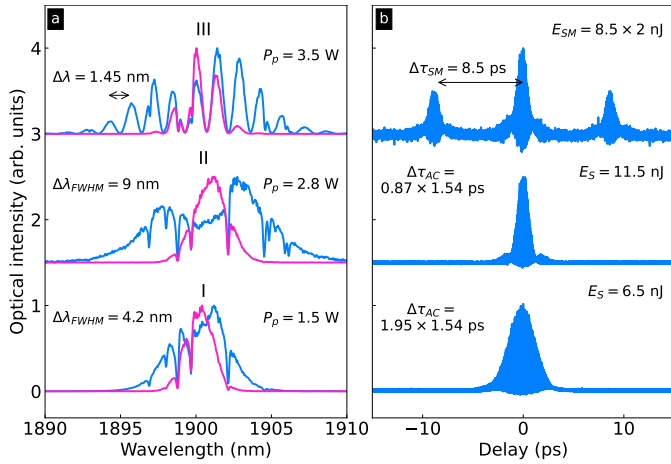 a
III
P_p = 3.5 W
Δλ = 1.45 nm
II
Δλ_FWHM = 9 nm
P_p = 2.8 W
I
Δλ_FWHM = 4.2 nm
P_p = 1.5 W
Optical intensity (arb. units)
4
3
2
1
0
1890
1895
1900
1905
1910
Wavelength (nm)
b
E_SM = 8.5 × 2 nJ
Δτ_SM = 8.5 ps
Δτ_AC =
0.87 × 1.54 ps
E_S = 11.5 nJ
Δτ_AC =
1.95 × 1.54 ps
E_S = 6.5 nJ
−10
0
10
Delay (ps)